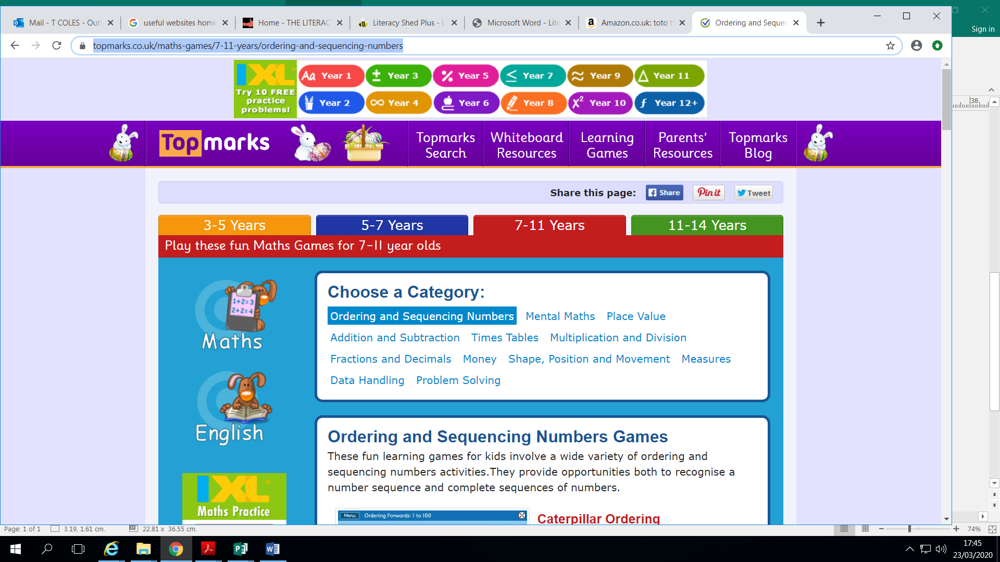 Sign in
Mail - T COLES - Outl
useful websites home
Home - THE LITERAC
Literacy Shed Plus - L
Microsoft Word - Lite
Amazon.co.uk: toto t
Ordering and Sequen
topmarks.co.uk/maths-games/7-11-years/ordering-and-sequencing-numbers
IXL
Try 10 FREE
practice
problems!
Aa Year 1
± Year 3
% Year 5
≤ Year 7
≈ Year 9
Δ Year 11
Year 2
∞ Year 4
Year 6
Year 8
x² Year 10
f Year 12+
38
Topmarks
Topmarks
Search
Whiteboard
Resources
Learning
Games
Parents'
Resources
Topmarks
Blog
Share this page:
Share
Pin it
Tweet
3-5 Years
5-7 Years
7-11 Years
11-14 Years
Play these fun Maths Games for 7-11 year olds
1+2=3
2+2=4
Maths
English
Choose a Category:
Ordering and Sequencing Numbers Mental Maths Place Value
Addition and Subtraction Times Tables Multiplication and Division
Fractions and Decimals Money Shape, Position and Movement Measures
Data Handling Problem Solving
Ordering and Sequencing Numbers Games
These fun learning games for kids involve a wide variety of ordering and
sequencing numbers activities.They provide opportunities both to recognise a
number sequence and complete sequences of numbers.
IXL
Maths Practice
Menu Ordering Forwards: 1 to 100
Caterpillar Ordering
Page: 1 of 1
3.19, 1.61 cm.
22.81 x 36.55 cm.
74%
17:45
23/03/2020